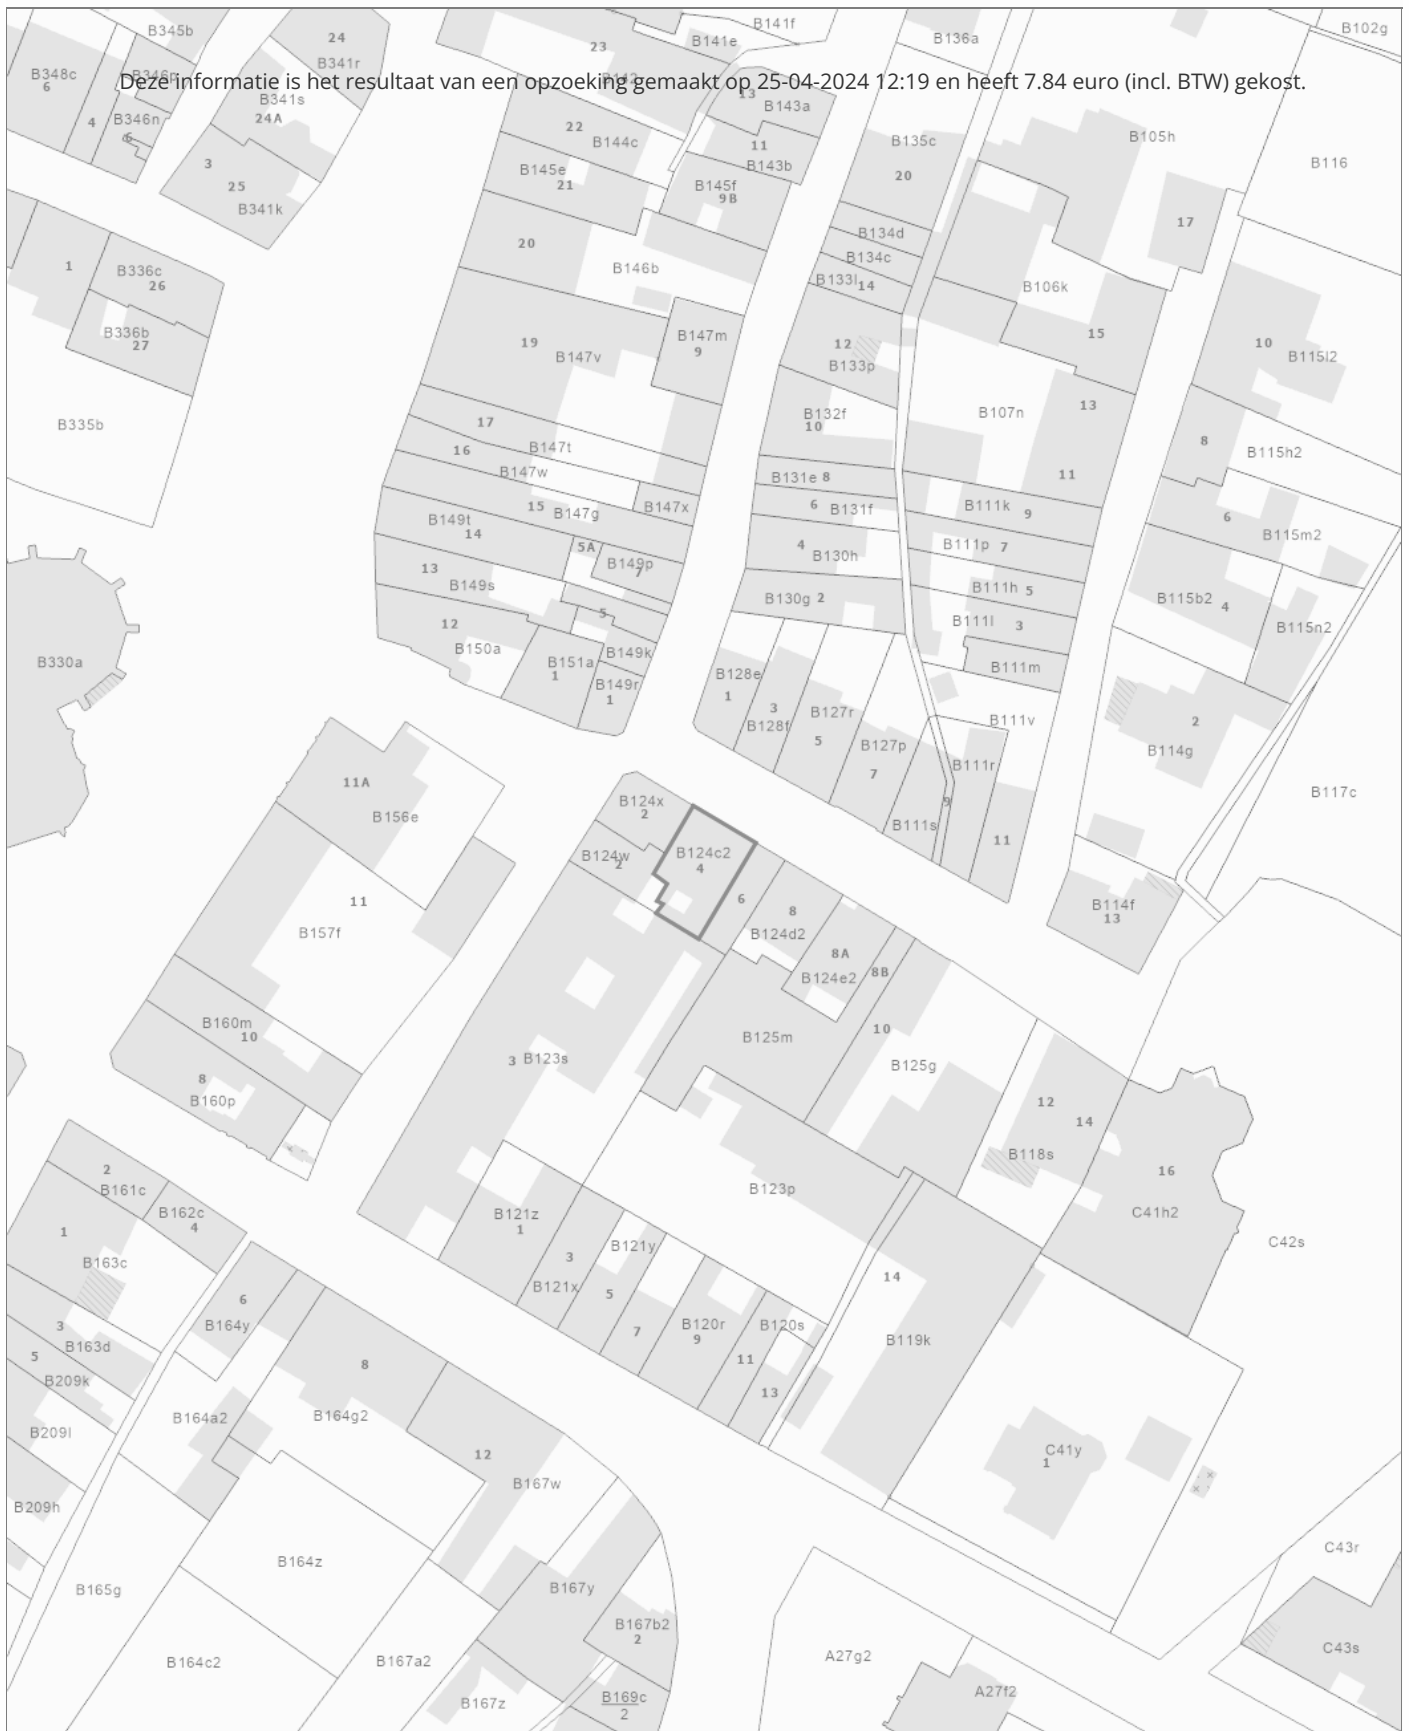 B345b
24
B341r
23
B141f
B141e
B136a
B102g
B348c
6
B346p
B142
Deze informatie is het resultaat van een opzoeking gemaakt op 25-04-2024 12:19 en heeft 7.84 euro (incl. BTW) gekost.
B341s
24A
13
B143a
4
B346n
6
22
B144c
11
B143b
B135c
20
B105h
B116
3
25
B341k
B145e
21
B145f
9B
17
20
B134d
B134c
B133l
14
1
B336c
26
B146b
B106k
B336b
27
19
B147v
B147m
9
12
B133p
15
10
B115l2
B335b
17
B147t
B132f
10
B107n
13
8
B115h2
16
B147w
B131e 8
11
15
B147g
B147x
6
B131f
B111k
9
6
B115m2
B149t
14
5A
B149p
7
4
B130h
B111p 7
13
B149s
B130g 2
B111h 5
B115b2
4
12
B150a
5
B149k
B111l 3
B115n2
B330a
B151a
1
B149r
1
B128e
1
B111m
3
B128f
B127r
5
B111v
2
B114g
B127p
7
B111r
11A
B156e
B124x
2
9
B111s
11
B117c
B124w
2
B124c2
4
11
B157f
6
8
B124d2
B114f
13
8A
B124e2
8B
B160m
10
3 B123s
B125m
10
B125g
8
B160p
12
14
B118s
2
B161c
B162c
4
16
C41h2
B123p
1
B163c
B121z
1
B121y
C42s
3
B121x
14
6
B164y
5
3
B163d
7
B120r
9
B120s
B119k
5
B209k
8
11
13
B164a2
B164g2
B209l
12
B167w
C41y
1
B209h
B164z
C43r
B165g
B167y
B167b2
2
B164c2
B167a2
A27g2
C43s
B167z
B169c
2
A27f2